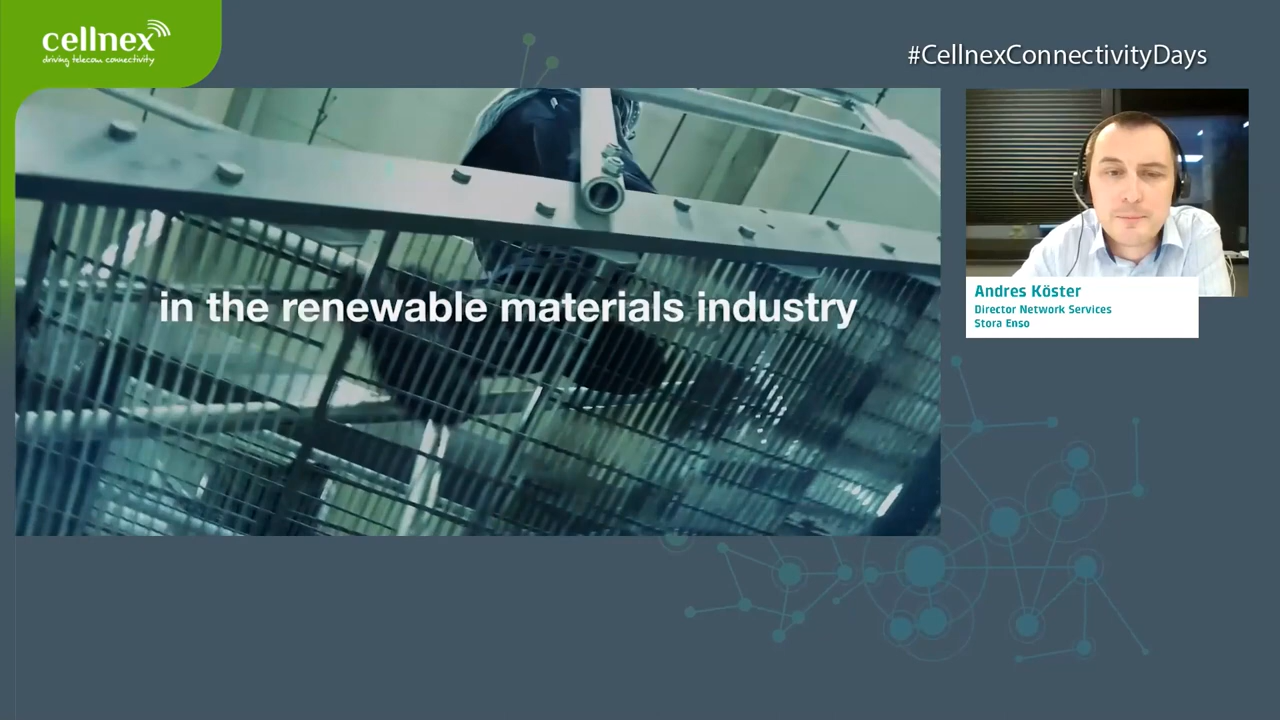 cellnex
driving telecom connectivity
#CellnexConnectivityDays
in the renewable materials industry
Andres Köster
Director Network Services
Stora Enso